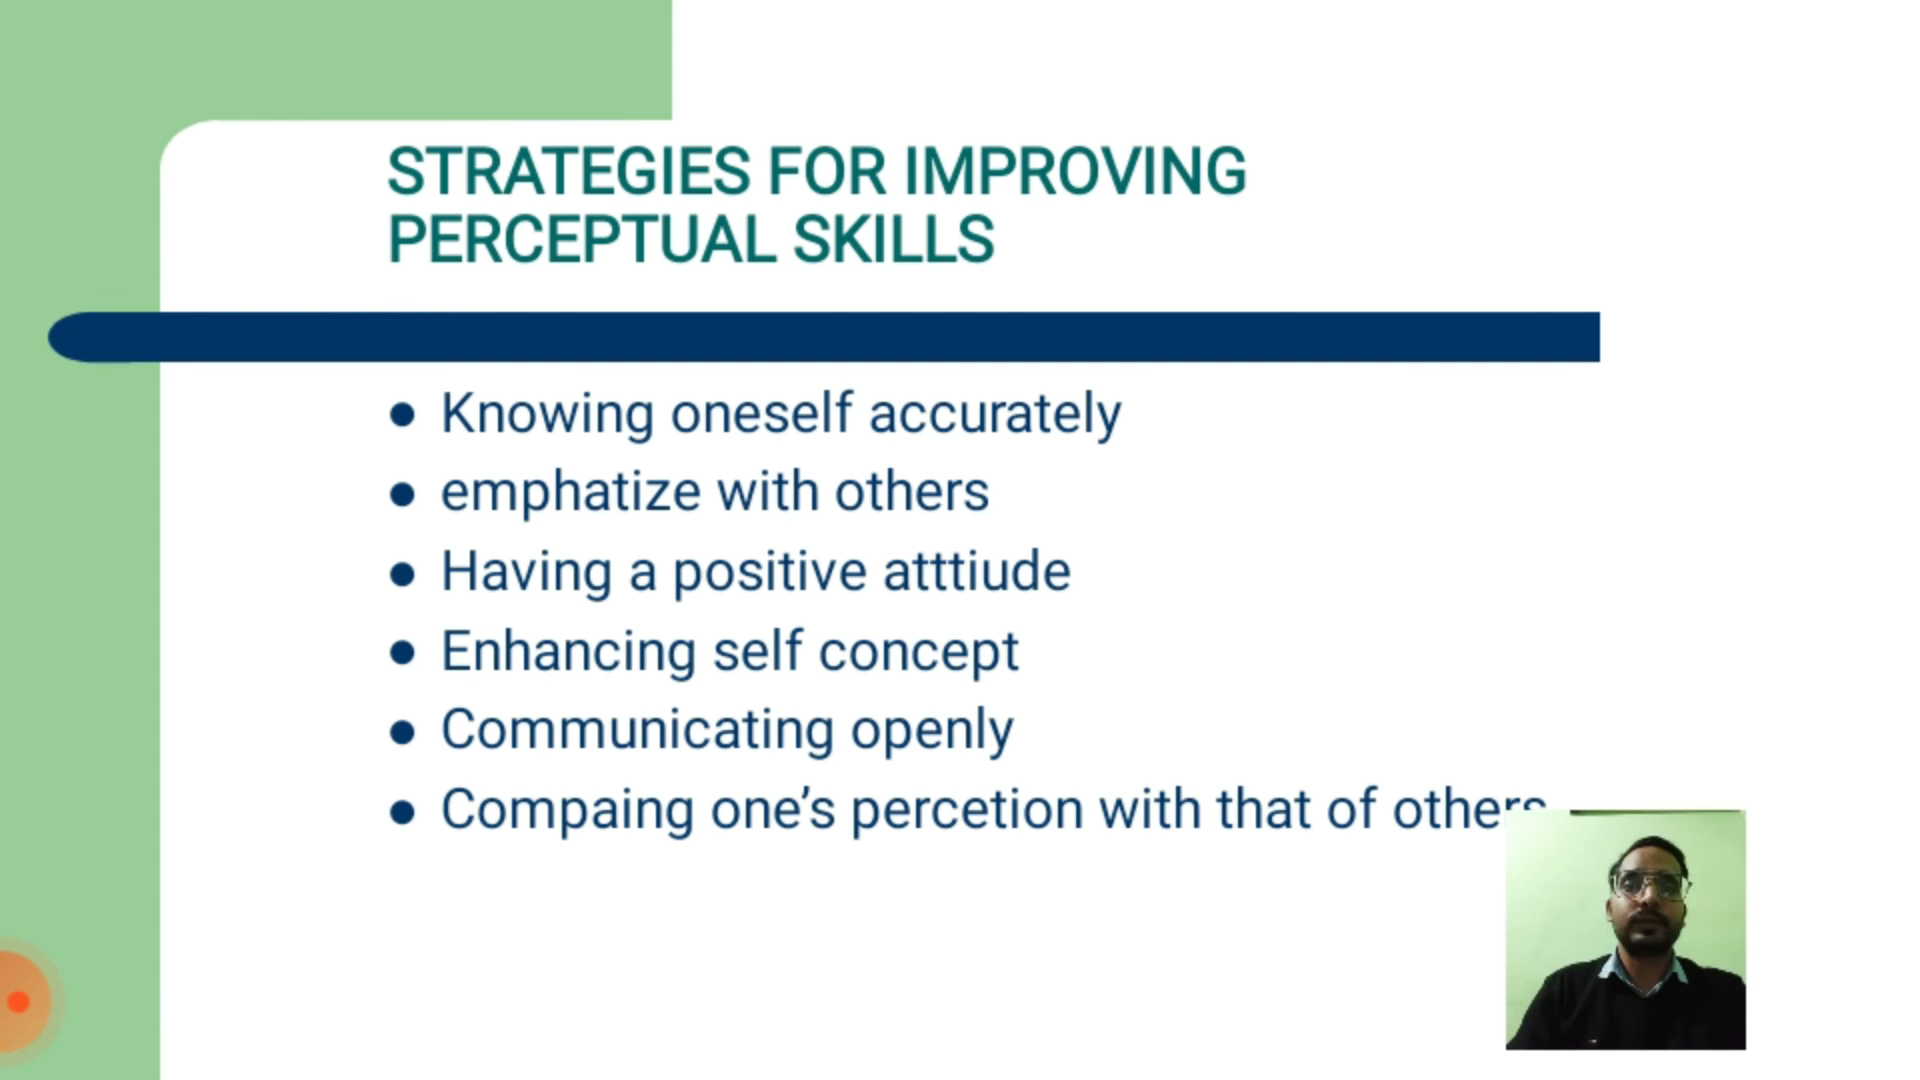 STRATEGIES FOR IMPROVING
PERCEPTUAL SKILLS
● Knowing oneself accurately
● emphatize with others
● Having a positive atttiude
● Enhancing self concept
● Communicating openly
● Compaing one’s percetion with that of others